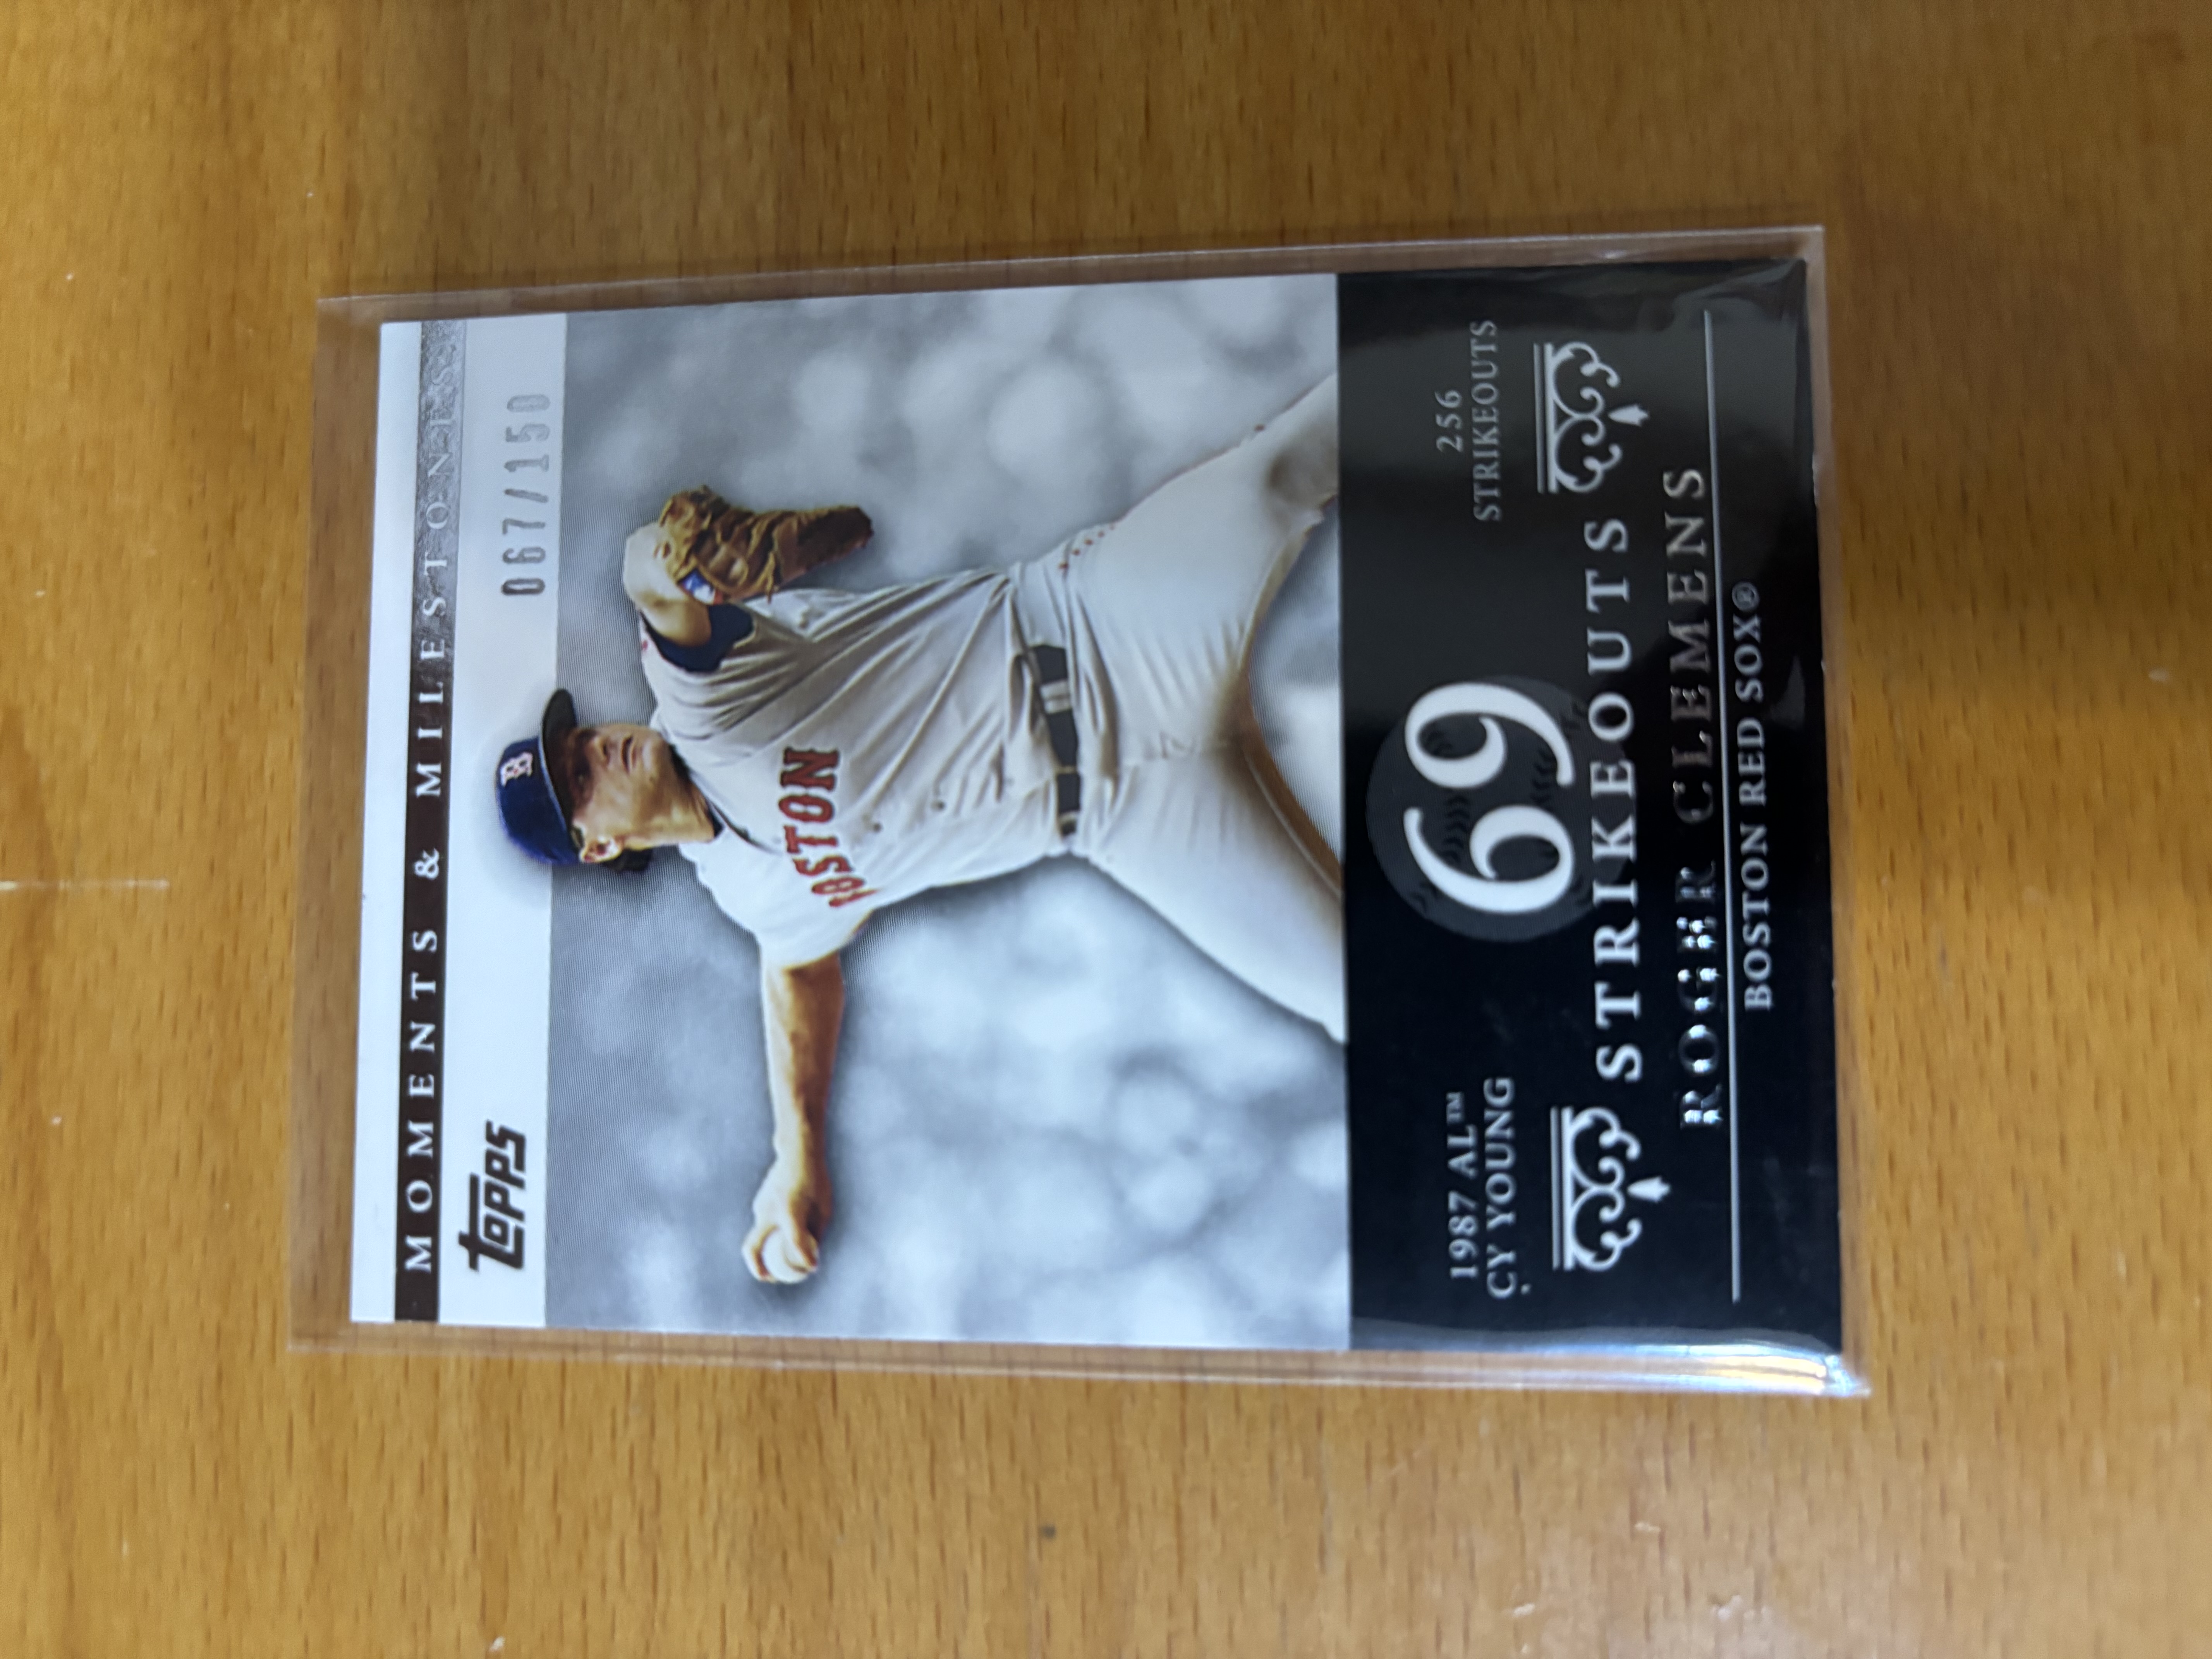 MOMENTS & MILESTONES
topps
067/150
B
BOSTON
1987 AL™
CY YOUNG
256
STRIKEOUTS
69
STRIKEOUTS
ROGER CLEMENS
BOSTON RED SOX®